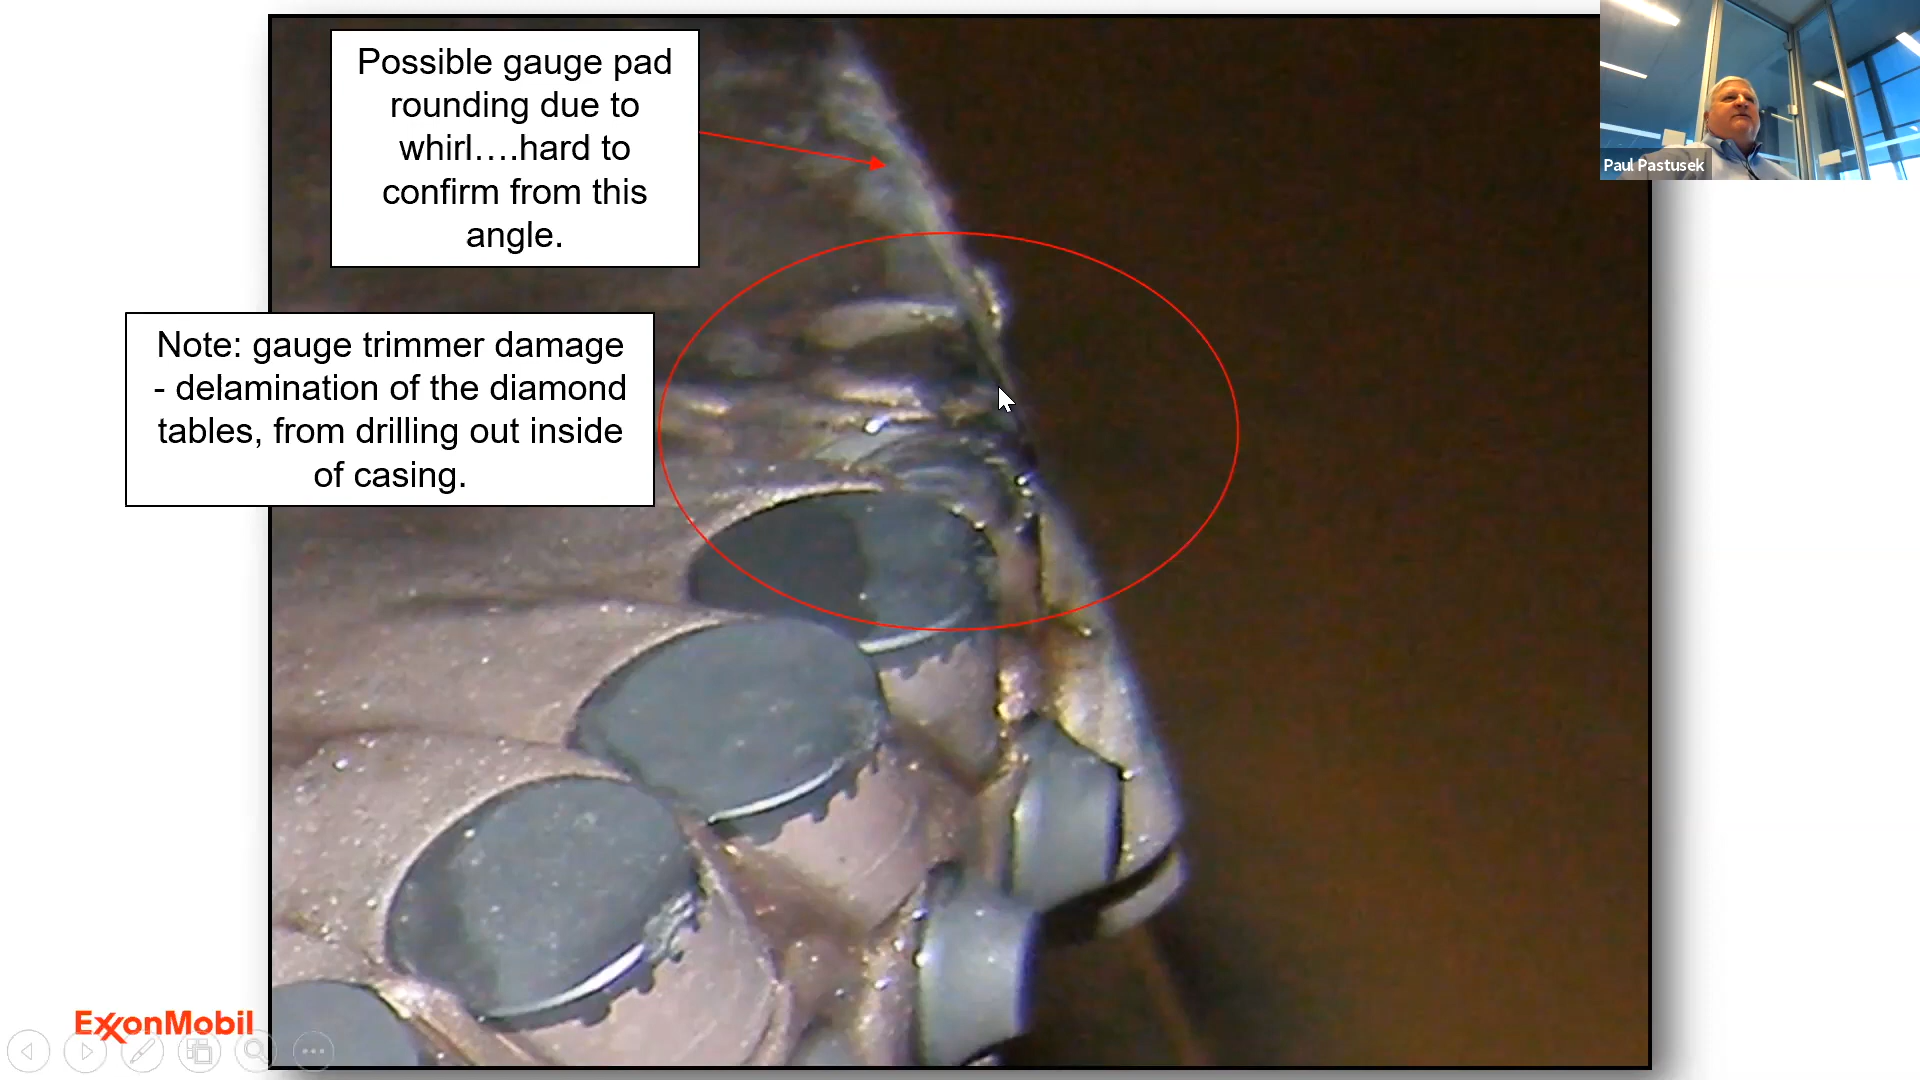 Possible gauge pad
rounding due to
whirl….hard to
confirm from this
angle.
Paul Pastusek
Note: gauge trimmer damage
- delamination of the diamond
tables, from drilling out inside
of casing.
ExxonMobil